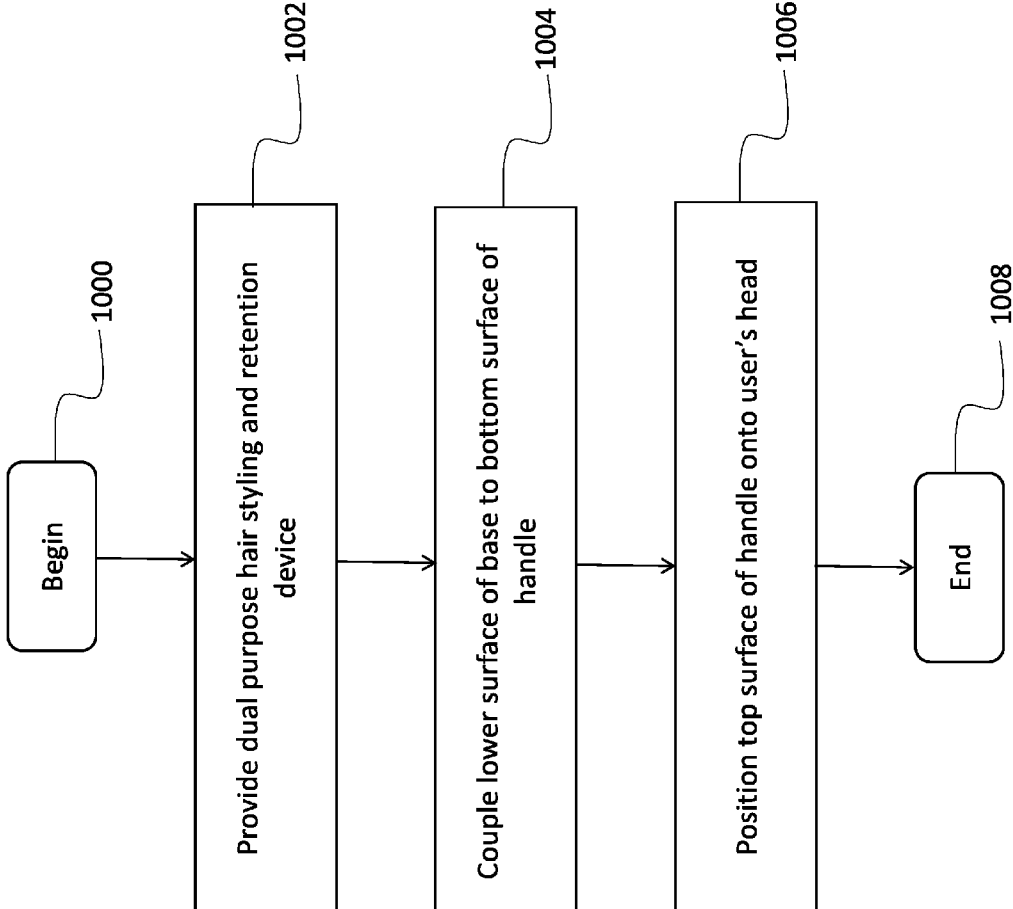 Begin
1000
Provide dual purpose hair styling and retention
device
1002
Couple lower surface of base to bottom surface of
handle
1004
Position top surface of handle onto user's head
1006
End
1008